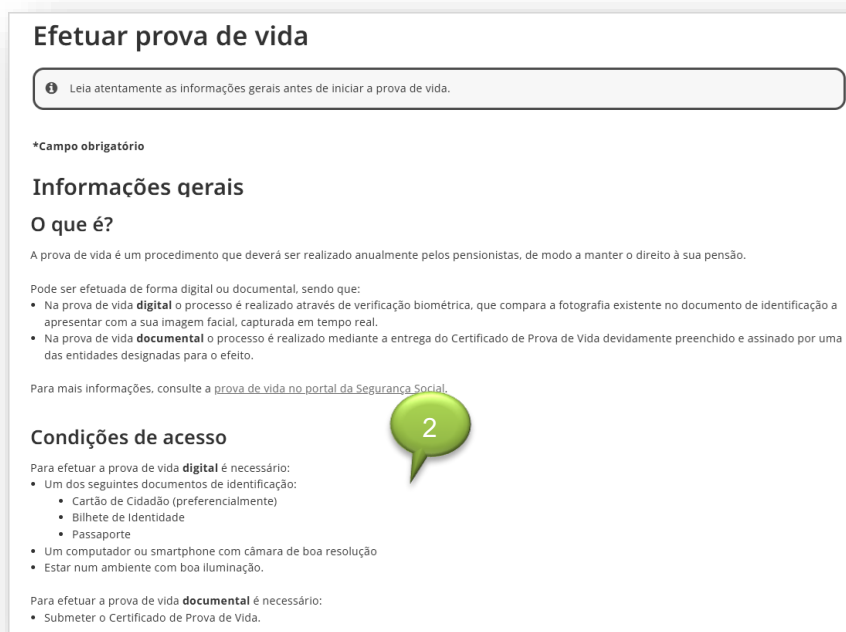 Efetuar prova de vida
Leia atentamente as informações gerais antes de iniciar a prova de vida.
*Campo obrigatório
Informações gerais
O que é?
A prova de vida é um procedimento que deverá ser realizado anualmente pelos pensionistas, de modo a manter o direito à sua pensão.
Pode ser efetuada de forma digital ou documental, sendo que:
• Na prova de vida digital o processo é realizado através de verificação biométrica, que compara a fotografia existente no documento de identificação a
apresentar com a sua imagem facial, capturada em tempo real.
• Na prova de vida documental o processo é realizado mediante a entrega do Certificado de Prova de Vida devidamente preenchido e assinado por uma
das entidades designadas para o efeito.
Para mais informações, consulte a prova de vida no portal da Segurança Social.
2
Condições de acesso
Para efetuar a prova de vida digital é necessário:
• Um dos seguintes documentos de identificação:
• Cartão de Cidadão (preferencialmente)
• Bilhete de Identidade
• Passaporte
• Um computador ou smartphone com câmara de boa resolução
• Estar num ambiente com boa iluminação.
Para efetuar a prova de vida documental é necessário:
• Submeter o Certificado de Prova de Vida.